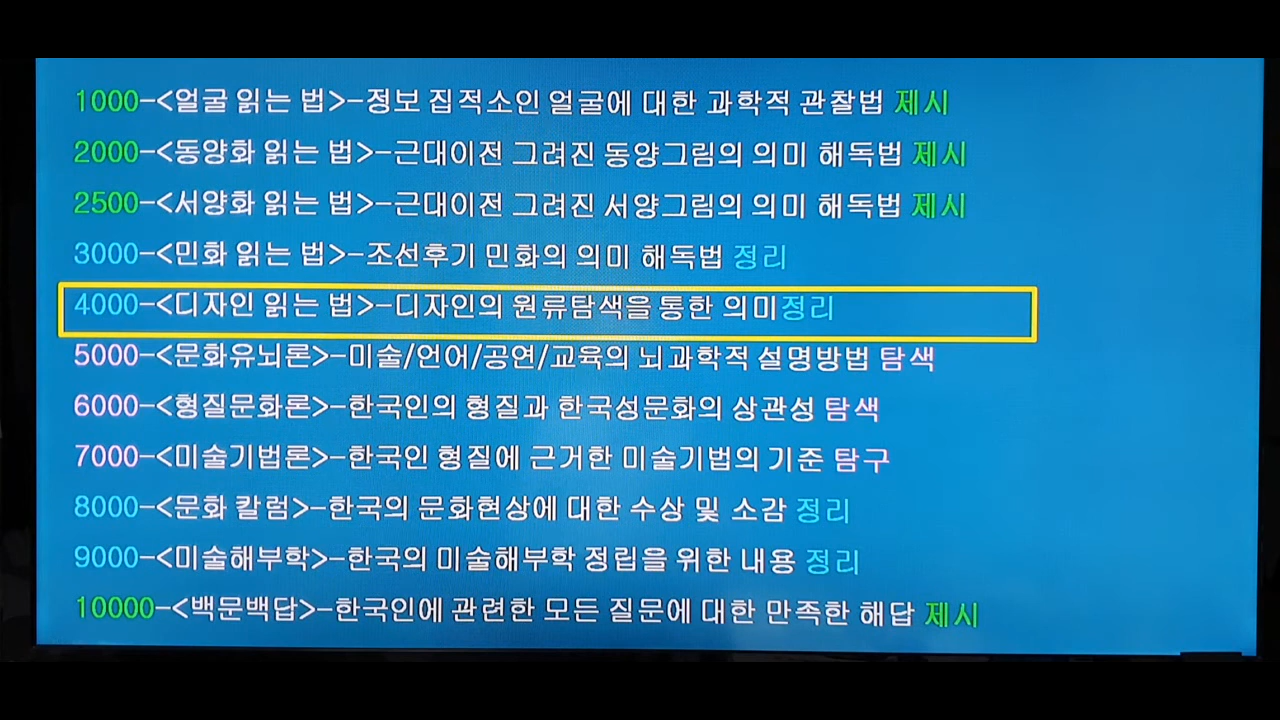 1000-<얼굴 읽는 법>-정보 집적소인 얼굴에 대한 과학적 관찰법 제시
2000-<동양화 읽는 법>-근대이전 그려진 동양그림의 의미 해독법 제시
2500-<서양화 읽는 법>-근대이전 그려진 서양그림의 의미 해독법 제시
3000-<민화 읽는 법>-조선후기 민화의 의미 해독법 정리
4000-<디자인 읽는 법>-디자인의 원류탐색을 통한 의미정리
5000-<문화유뇌론>-미술/언어/공연/교육의 뇌과학적 설명방법 탐색
6000-<형질문화론>-한국인의 형질과 한국성문화의 상관성 탐색
7000-<미술기법론>-한국인 형질에 근거한 미술기법의 기준 탐구
8000-<문화 칼럼>-한국의 문화현상에 대한 수상 및 소감 정리
9000-<미술해부학>-한국의 미술해부학 정립을 위한 내용 정리
10000-<백문백답>-한국인에 관련한 모든 질문에 대한 만족한 해답 제시